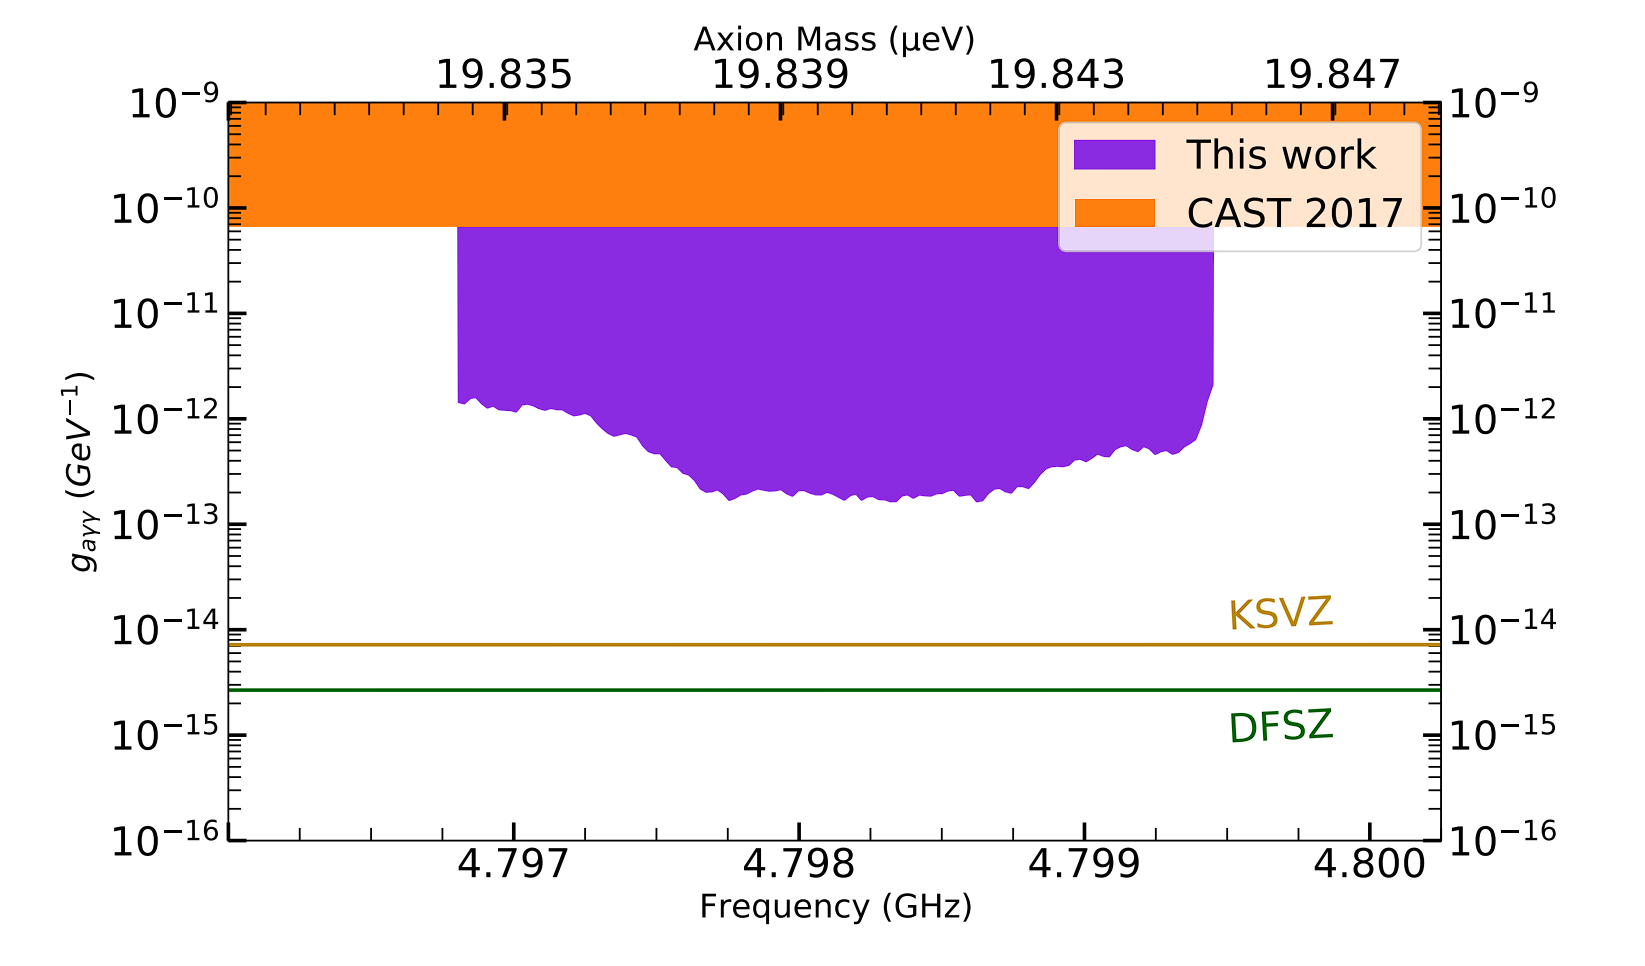 Axion Mass (μeV)
19.835 19.839 19.843 19.847
10⁻⁹ 10⁻⁹
This work
10⁻¹⁰ CAST 2017 10⁻¹⁰
10⁻¹¹ 10⁻¹¹
10⁻¹² 10⁻¹²
g_aγγ (GeV⁻¹)
10⁻¹³ 10⁻¹³
KSVZ
10⁻¹⁴ 10⁻¹⁴
DFSZ
10⁻¹⁵ 10⁻¹⁵
10⁻¹⁶ 10⁻¹⁶
4.797 4.798 4.799 4.800
Frequency (GHz)